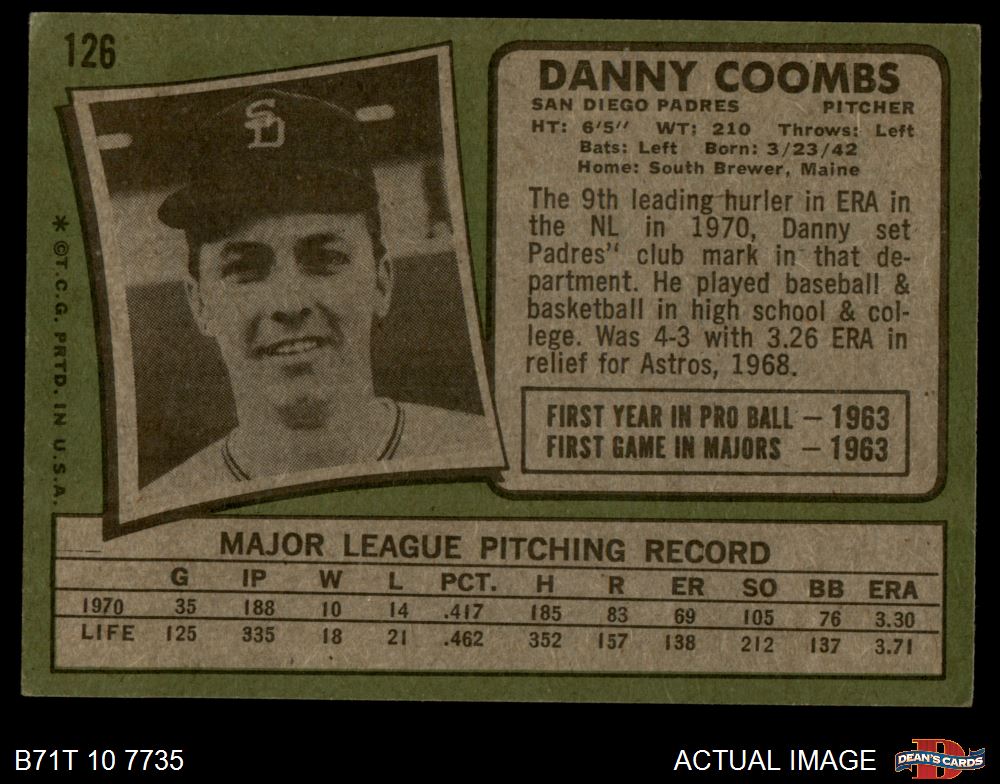 126
SD
DANNY COOMBS
SAN DIEGO PADRES PITCHER
HT: 6'5" WT: 210 Throws: Left
Bats: Left Born: 3/23/42
Home: South Brewer, Maine
The 9th leading hurler in ERA in
the NL in 1970, Danny set
Padres" club mark in that de-
partment. He played baseball &
basketball in high school & col-
lege. Was 4-3 with 3.26 ERA in
relief for Astros, 1968.
FIRST YEAR IN PRO BALL — 1963
FIRST GAME IN MAJORS — 1963
* ©T.C.G. PRTD. IN U.S.A.
MAJOR LEAGUE PITCHING RECORD
G IP W L PCT. H R ER SO BB ERA
1970 35 188 10 14 .417 185 83 69 105 76 3.30
LIFE 125 335 18 21 .462 352 157 138 212 137 3.71
B71T 10 7735
ACTUAL IMAGE
D
DEAN'S CARDS